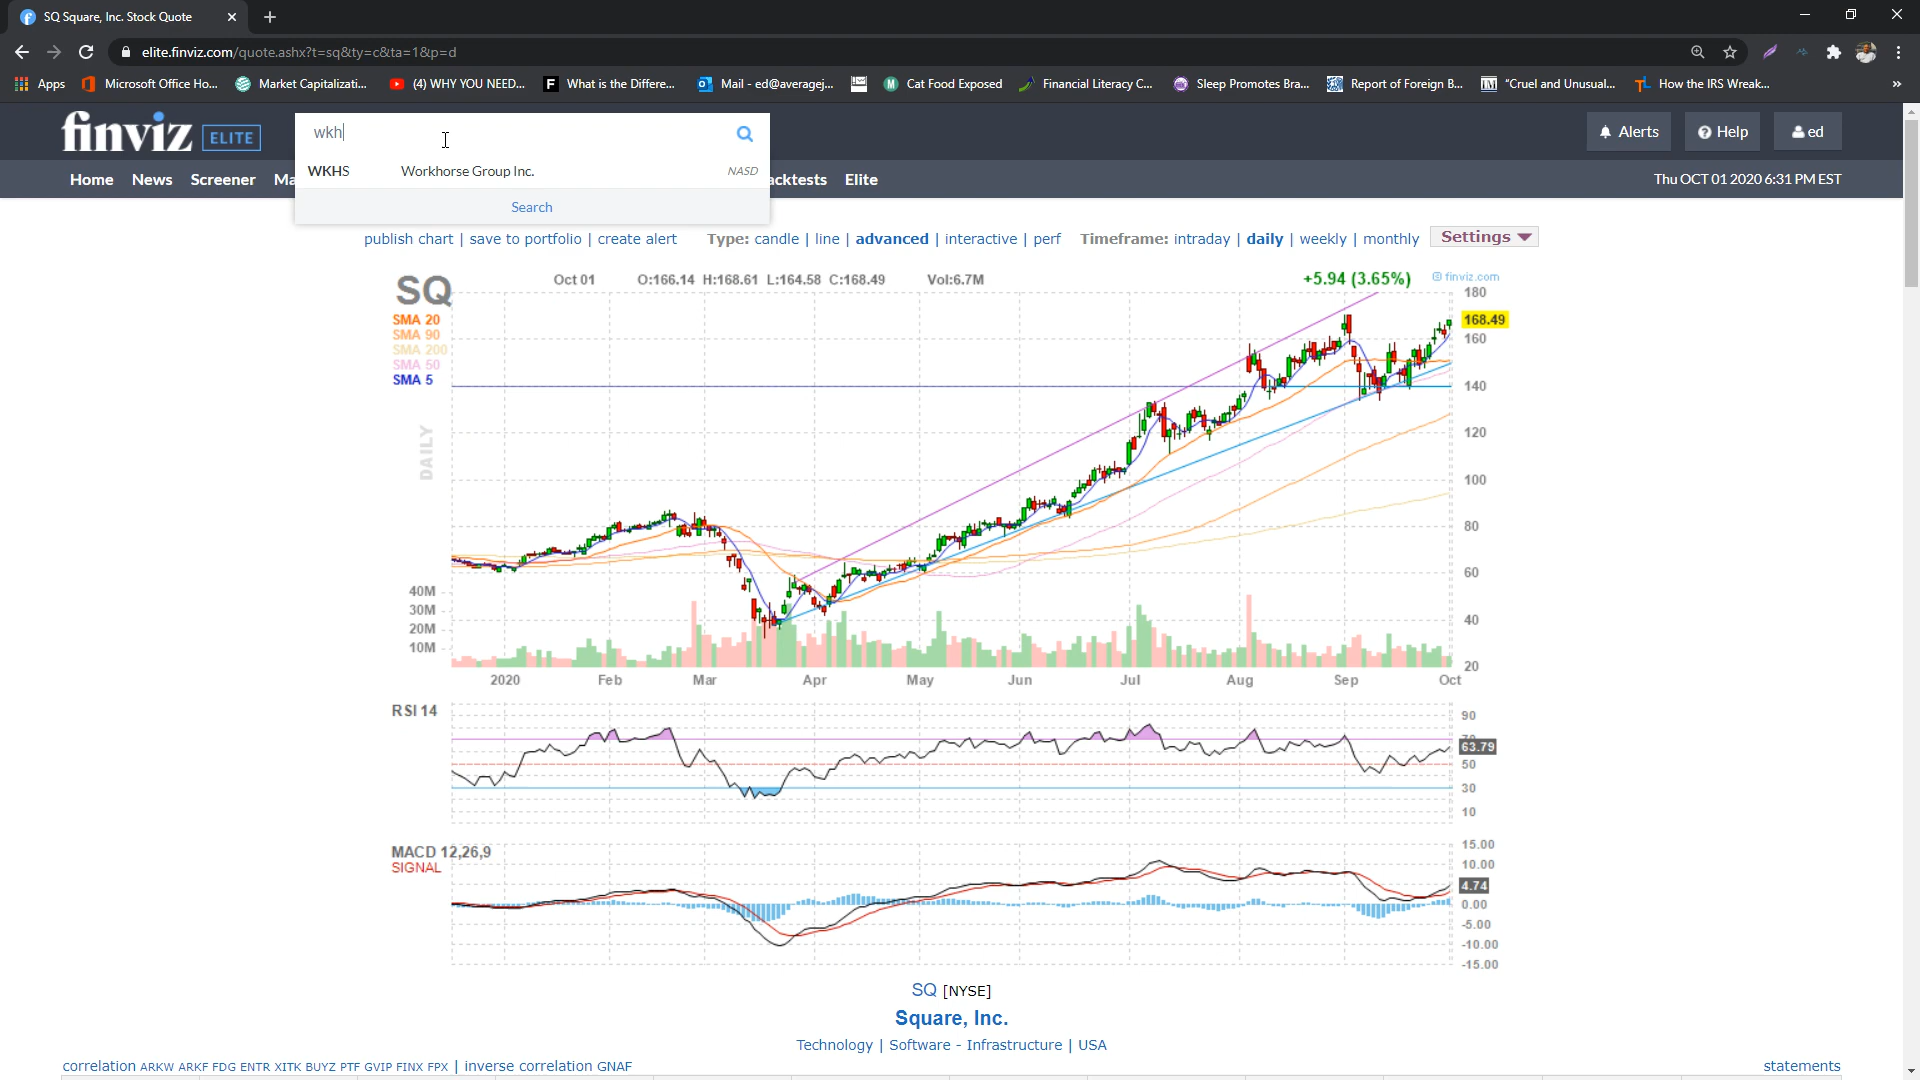 SQ Square, Inc. Stock Quote
elite.finviz.com/quote.ashx?t=sq&ty=c&ta=1&p=d
Apps Microsoft Office Ho... Market Capitalizati... (4) WHY YOU NEED... What is the Differe... Mail - ed@averagej... Cat Food Exposed Financial Literacy C... Sleep Promotes Bra... Report of Foreign B... "Cruel and Unusual... How the IRS Wreak... »
finviz ELITE wkh Alerts Help ed
WKHS Workhorse Group Inc. NASD
Home News Screener Ma acktests Elite Thu OCT 01 2020 6:31 PM EST
Search
publish chart | save to portfolio | create alert Type: candle | line | advanced | interactive | perf Timeframe: intraday | daily | weekly | monthly Settings
SQ Oct 01 O:166.14 H:168.61 L:164.58 C:168.49 Vol:6.7M +5.94 (3.65%) finviz.com
180
SMA 20 168.49
SMA 90 160
SMA 200
SMA 50
SMA 5 140
120
DAILY
100
80
60
40M
30M 40
20M
10M
20
2020 Feb Mar Apr May Jun Jul Aug Sep Oct
RSI 14 90
63.79
50
30
10
MACD 12,26,9 15.00
SIGNAL 10.00
4.74
0.00
-5.00
-10.00
-15.00
SQ [NYSE]
Square, Inc.
Technology | Software - Infrastructure | USA
correlation ARKW ARKF FDG ENTR XITK BUYZ PTF GVIP FINX FPX | inverse correlation GNAF statements